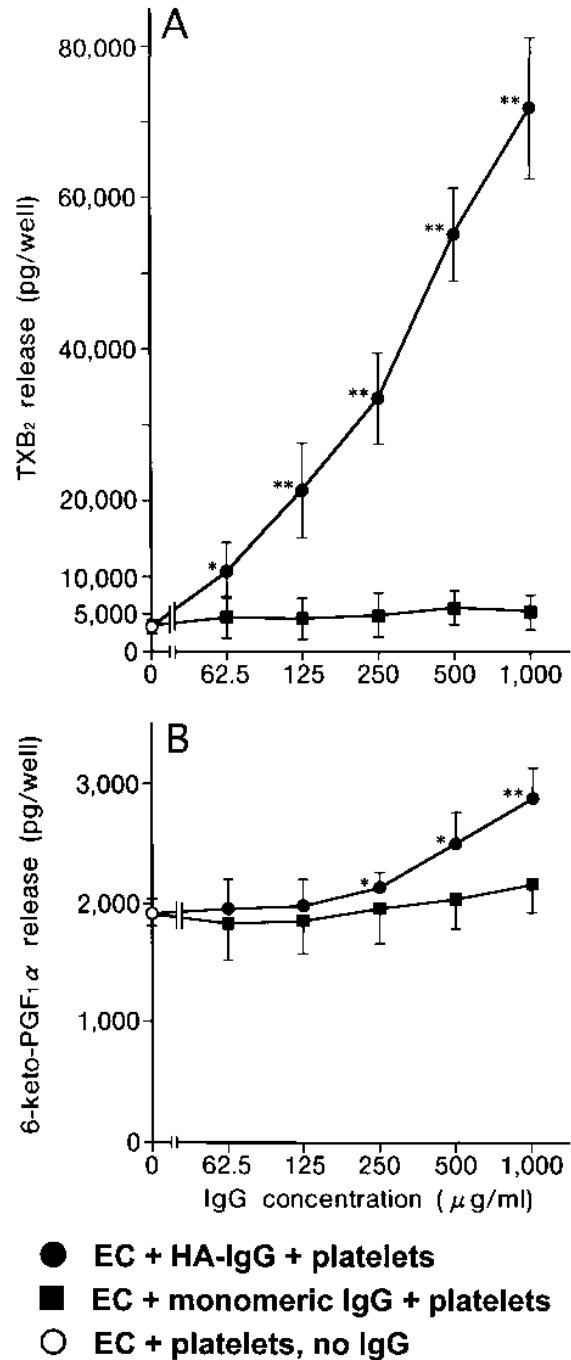 A
80,000
60,000
40,000
20,000
10,000
5,000
0
TXB₂ release (pg/well)
**
**
**
**
*
0 62.5 125 250 500 1,000
B
3,000
2,000
1,000
0
6-keto-PGF₁α release (pg/well)
**
*
*
0 62.5 125 250 500 1,000
IgG concentration (μg/ml)
EC + HA-IgG + platelets
EC + monomeric IgG + platelets
EC + platelets, no IgG